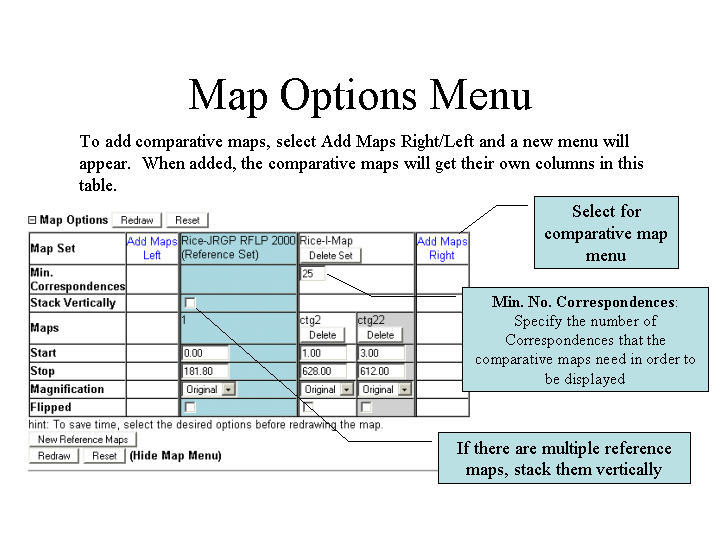 Map Options Menu
To add comparative maps, select Add Maps Right/Left and a new menu will
appear.  When added, the comparative maps will get their own columns in this
table.
Select for
comparative map
menu
Map Options Redraw Reset
Map Set Add Maps Left Rice-JRGP RFLP 2000 (Reference Set) Rice-I-Map Delete Set Add Maps Right
Min. Correspondences 25
Stack Vertically
Maps 1 ctg2 Delete ctg22 Delete
Start 0.00 1.00 3.00
Stop 181.80 628.00 612.00
Magnification Original Original Original
Flipped
hint: To save time, select the desired options before redrawing the map.
New Reference Maps
Redraw Reset (Hide Map Menu)
Min. No. Correspondences:
Specify the number of
Correspondences that the
comparative maps need in order to
be displayed
If there are multiple reference
maps, stack them vertically